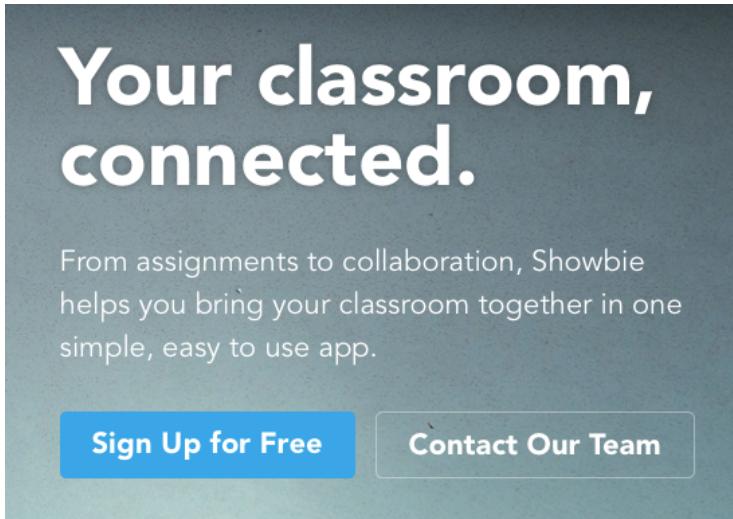 Your classroom,
connected.
From assignments to collaboration, Showbie
helps you bring your classroom together in one
simple, easy to use app.
Sign Up for Free
Contact Our Team